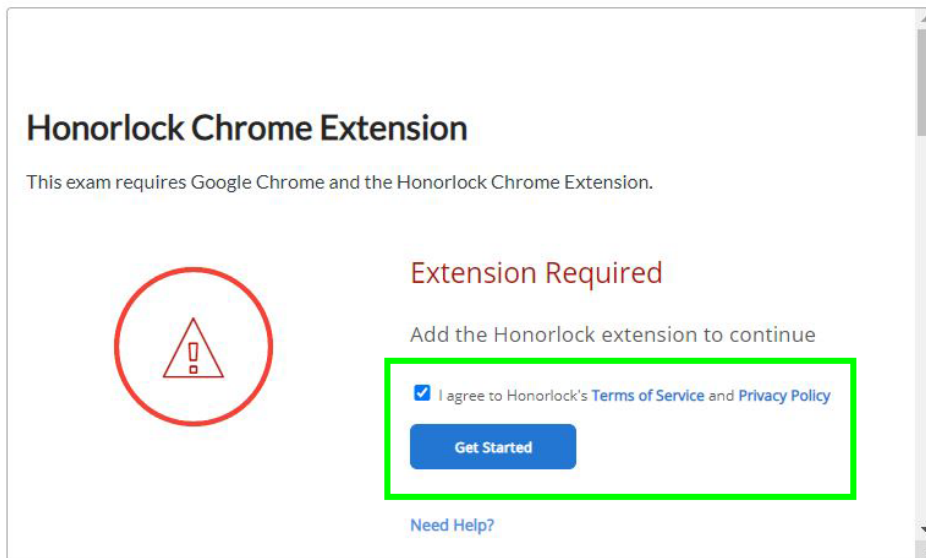 Honorlock Chrome Extension
This exam requires Google Chrome and the Honorlock Chrome Extension.
Extension Required
Add the Honorlock extension to continue
I agree to Honorlock's Terms of Service and Privacy Policy
Get Started
Need Help?